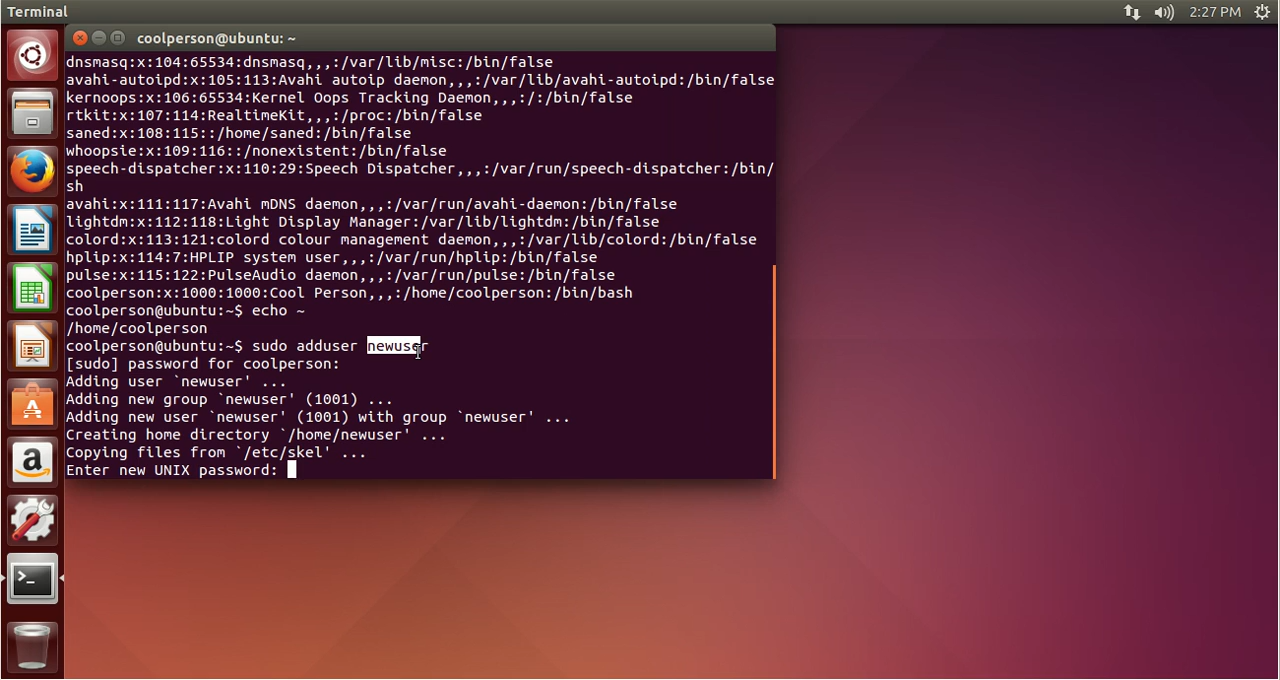 Terminal
2:27 PM
coolperson@ubuntu: ~
dnsmasq:x:104:65534:dnsmasq,,,:/var/lib/misc:/bin/false
avahi-autoipd:x:105:113:Avahi autoip daemon,,,:/var/lib/avahi-autoipd:/bin/false
kernoops:x:106:65534:Kernel Oops Tracking Daemon,,,:/:/bin/false
rtkit:x:107:114:RealtimeKit,,,:/proc:/bin/false
saned:x:108:115::/home/saned:/bin/false
whoopsie:x:109:116::/nonexistent:/bin/false
speech-dispatcher:x:110:29:Speech Dispatcher,,,:/var/run/speech-dispatcher:/bin/
sh
avahi:x:111:117:Avahi mDNS daemon,,,:/var/run/avahi-daemon:/bin/false
lightdm:x:112:118:Light Display Manager:/var/lib/lightdm:/bin/false
colord:x:113:121:colord colour management daemon,,,:/var/lib/colord:/bin/false
hplip:x:114:7:HPLIP system user,,,:/var/run/hplip:/bin/false
pulse:x:115:122:PulseAudio daemon,,,:/var/run/pulse:/bin/false
coolperson:x:1000:1000:Cool Person,,,:/home/coolperson:/bin/bash
coolperson@ubuntu:~$ echo ~
/home/coolperson
coolperson@ubuntu:~$ sudo adduser newuser
[sudo] password for coolperson:
Adding user `newuser' ...
Adding new group `newuser' (1001) ...
Adding new user `newuser' (1001) with group `newuser' ...
Creating home directory `/home/newuser' ...
Copying files from `/etc/skel' ...
Enter new UNIX password: